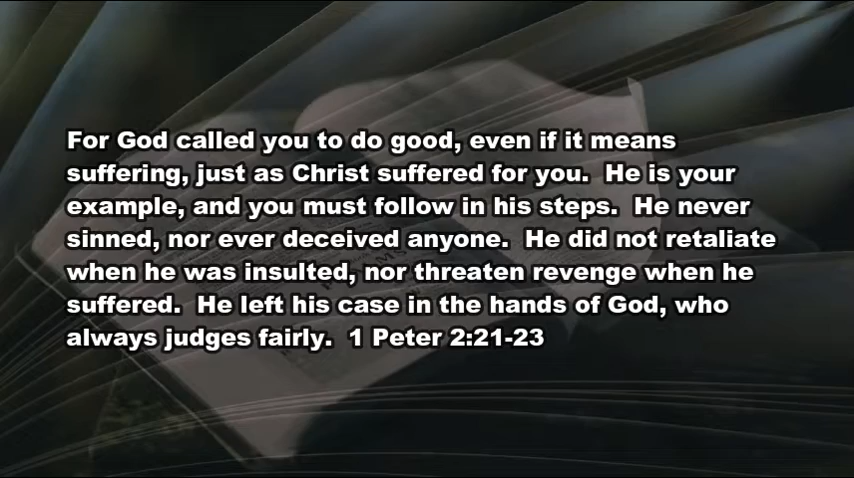 For God called you to do good, even if it means
suffering, just as Christ suffered for you.  He is your
example, and you must follow in his steps.  He never
sinned, nor ever deceived anyone.  He did not retaliate
when he was insulted, nor threaten revenge when he
suffered.  He left his case in the hands of God, who
always judges fairly.  1 Peter 2:21-23